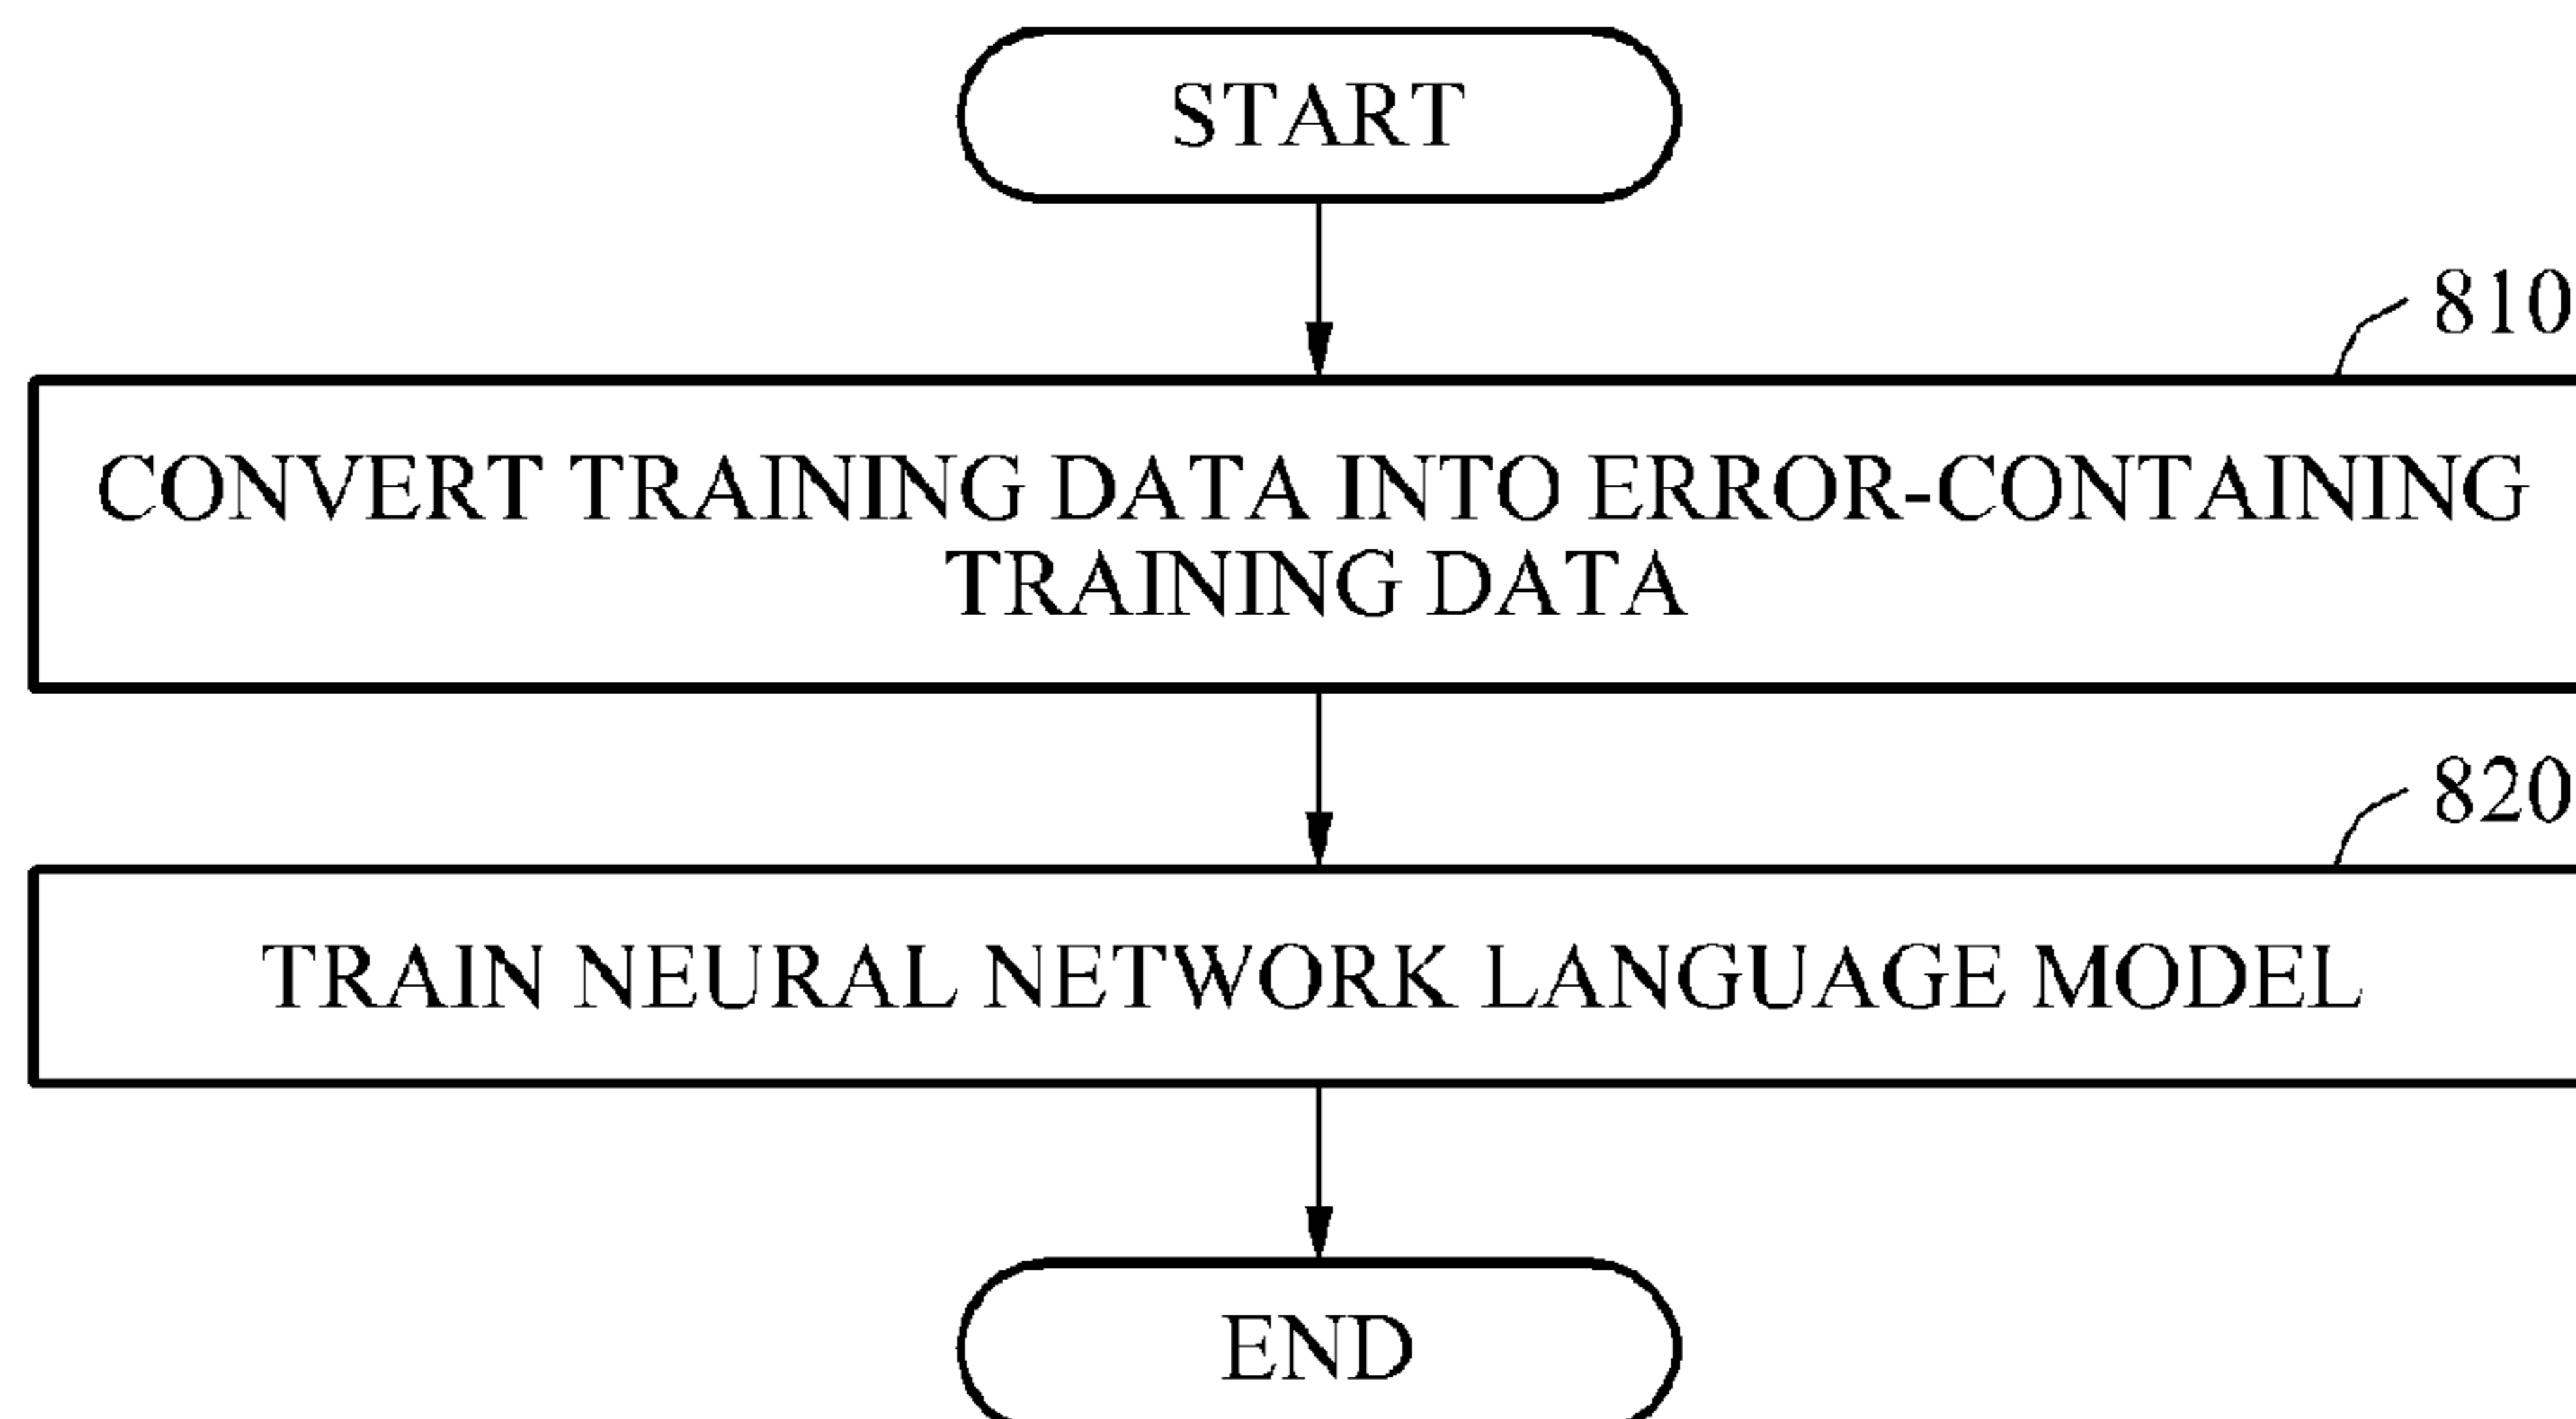 START
810
CONVERT TRAINING DATA INTO ERROR-CONTAINING
TRAINING DATA
820
TRAIN NEURAL NETWORK LANGUAGE MODEL
END